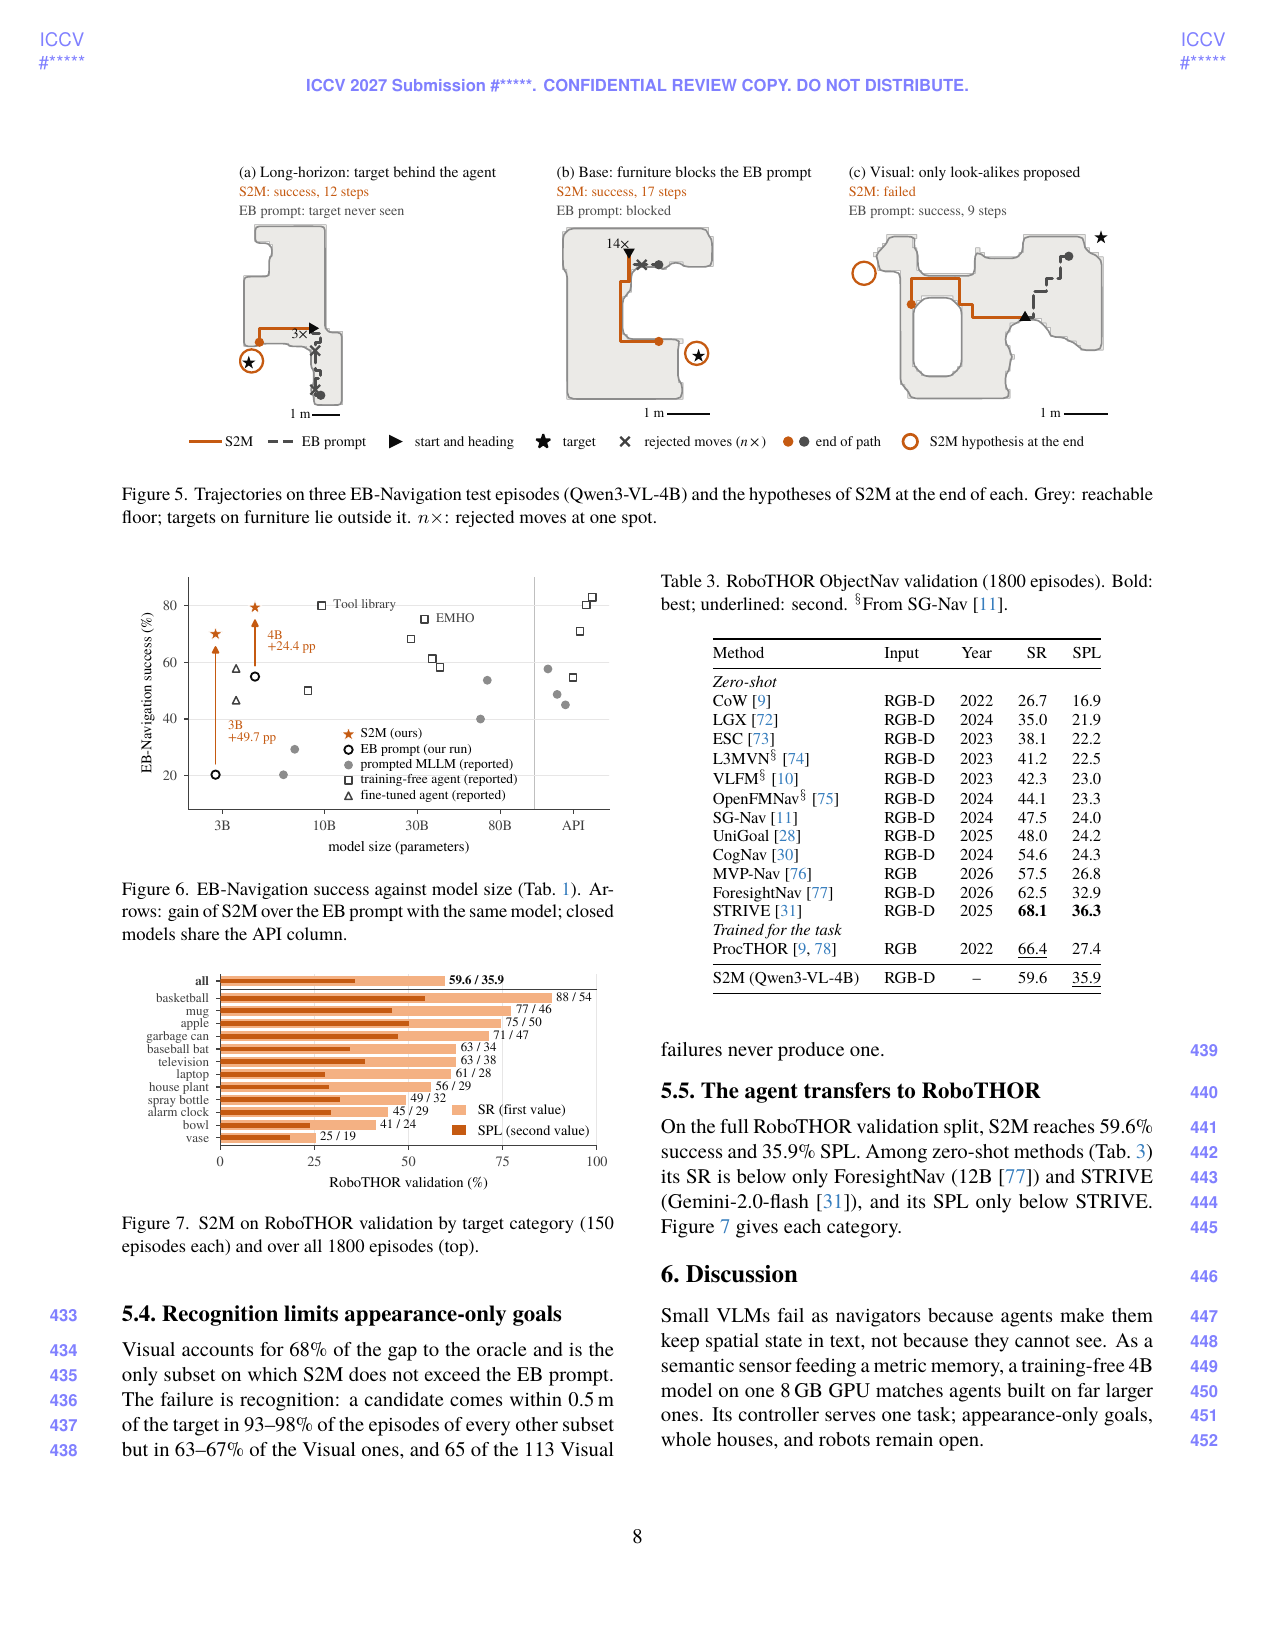 ICCV
#*****
ICCV
#*****
ICCV 2027 Submission #*****. CONFIDENTIAL REVIEW COPY. DO NOT DISTRIBUTE.
(a) Long-horizon: target behind the agent
S2M: success, 12 steps
EB prompt: target never seen
3×
1 m
(b) Base: furniture blocks the EB prompt
S2M: success, 17 steps
EB prompt: blocked
14×
1 m
(c) Visual: only look-alikes proposed
S2M: failed
EB prompt: success, 9 steps
1 m
S2M EB prompt start and heading target rejected moves (n×) end of path S2M hypothesis at the end
Figure 5. Trajectories on three EB-Navigation test episodes (Qwen3-VL-4B) and the hypotheses of S2M at the end of each. Grey: reachable
floor; targets on furniture lie outside it. n×: rejected moves at one spot.
EB-Navigation success (%)
80
60
40
20
Tool library
EMHO
4B
+24.4 pp
3B
+49.7 pp
S2M (ours)
EB prompt (our run)
prompted MLLM (reported)
training-free agent (reported)
fine-tuned agent (reported)
3B 10B 30B 80B API
model size (parameters)
Figure 6. EB-Navigation success against model size (Tab. 1). Ar-
rows: gain of S2M over the EB prompt with the same model; closed
models share the API column.
all 59.6 / 35.9
basketball 88 / 54
mug 77 / 46
apple 75 / 50
garbage can 71 / 47
baseball bat 63 / 34
television 63 / 38
laptop 61 / 28
house plant 56 / 29
spray bottle 49 / 32
alarm clock 45 / 29
bowl 41 / 24
vase 25 / 19
SR (first value)
SPL (second value)
0 25 50 75 100
RoboTHOR validation (%)
Figure 7. S2M on RoboTHOR validation by target category (150
episodes each) and over all 1800 episodes (top).
433 5.4. Recognition limits appearance-only goals
434 Visual accounts for 68% of the gap to the oracle and is the
435 only subset on which S2M does not exceed the EB prompt.
436 The failure is recognition: a candidate comes within 0.5 m
437 of the target in 93–98% of the episodes of every other subset
438 but in 63–67% of the Visual ones, and 65 of the 113 Visual
Table 3. RoboTHOR ObjectNav validation (1800 episodes). Bold:
best; underlined: second. §From SG-Nav [11].
Method Input Year SR SPL
Zero-shot
CoW [9] RGB-D 2022 26.7 16.9
LGX [72] RGB-D 2024 35.0 21.9
ESC [73] RGB-D 2023 38.1 22.2
L3MVN§ [74] RGB-D 2023 41.2 22.5
VLFM§ [10] RGB-D 2023 42.3 23.0
OpenFMNav§ [75] RGB-D 2024 44.1 23.3
SG-Nav [11] RGB-D 2024 47.5 24.0
UniGoal [28] RGB-D 2025 48.0 24.2
CogNav [30] RGB-D 2024 54.6 24.3
MVP-Nav [76] RGB 2026 57.5 26.8
ForesightNav [77] RGB-D 2026 62.5 32.9
STRIVE [31] RGB-D 2025 68.1 36.3
Trained for the task
ProcTHOR [9, 78] RGB 2022 66.4 27.4
S2M (Qwen3-VL-4B) RGB-D – 59.6 35.9
failures never produce one. 439
5.5. The agent transfers to RoboTHOR 440
On the full RoboTHOR validation split, S2M reaches 59.6% 441
success and 35.9% SPL. Among zero-shot methods (Tab. 3) 442
its SR is below only ForesightNav (12B [77]) and STRIVE 443
(Gemini-2.0-flash [31]), and its SPL only below STRIVE. 444
Figure 7 gives each category. 445
6. Discussion 446
Small VLMs fail as navigators because agents make them 447
keep spatial state in text, not because they cannot see. As a 448
semantic sensor feeding a metric memory, a training-free 4B 449
model on one 8 GB GPU matches agents built on far larger 450
ones. Its controller serves one task; appearance-only goals, 451
whole houses, and robots remain open. 452
8